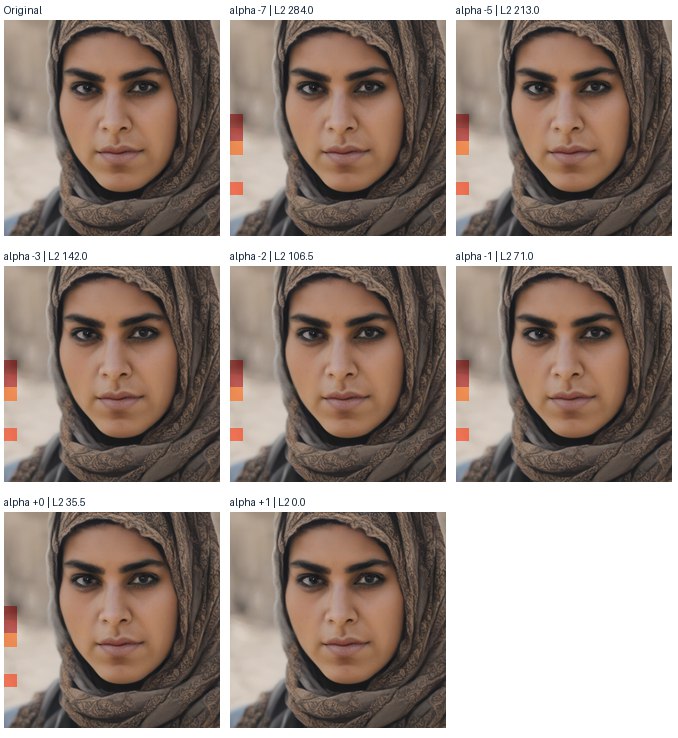 Original
alpha -7 | L2 284.0
alpha -5 | L2 213.0
alpha -3 | L2 142.0
alpha -2 | L2 106.5
alpha -1 | L2 71.0
alpha +0 | L2 35.5
alpha +1 | L2 0.0